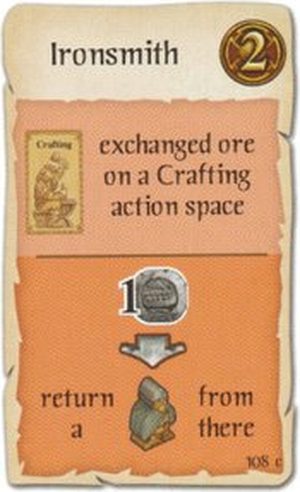 Ironsmith 2
Crafting
exchanged ore
on a Crafting
action space
1
return from
a there
108 c